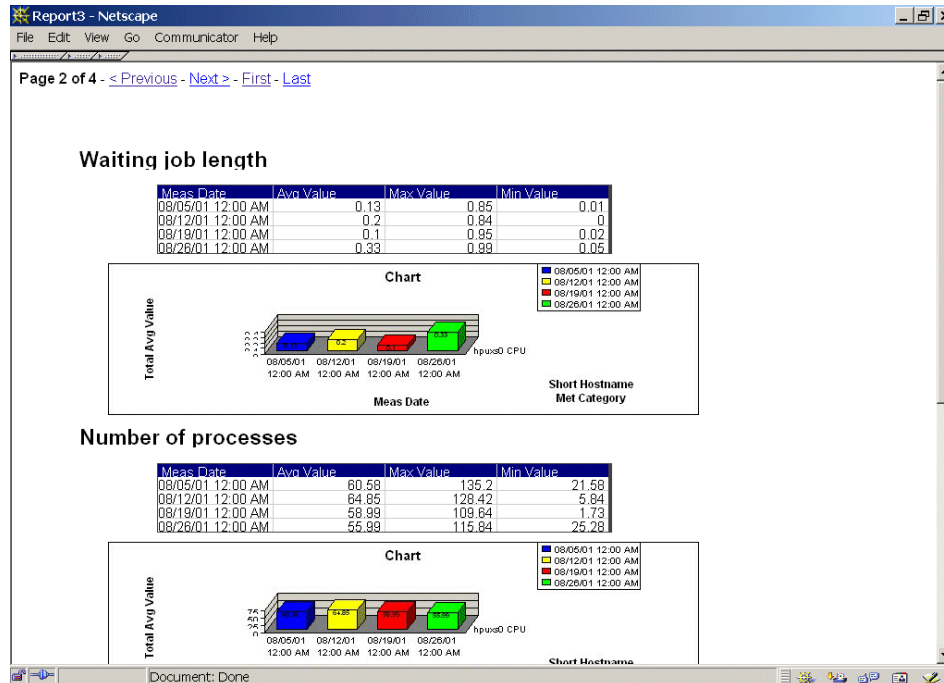 Report3 - Netscape
File Edit View Go Communicator Help
Page 2 of 4 - < Previous - Next > - First - Last
Waiting job length
Meas Date Avg Value Max Value Min Value
08/05/01 12:00 AM 0.13 0.85 0.01
08/12/01 12:00 AM 0.2 0.84 0
08/19/01 12:00 AM 0.1 0.95 0.02
08/26/01 12:00 AM 0.33 0.99 0.05
Chart
08/05/01 12:00 AM
08/12/01 12:00 AM
08/19/01 12:00 AM
08/26/01 12:00 AM
Total Avg Value
0.2
0.33
hpuxs0 CPU
08/05/01 08/12/01 08/19/01 08/26/01
12:00 AM 12:00 AM 12:00 AM 12:00 AM
Short Hostname
Met Category
Meas Date
Number of processes
Meas Date Avg Value Max Value Min Value
08/05/01 12:00 AM 60.58 135.2 21.58
08/12/01 12:00 AM 64.85 128.42 5.84
08/19/01 12:00 AM 58.99 109.64 1.73
08/26/01 12:00 AM 55.99 115.84 25.28
Chart
08/05/01 12:00 AM
08/12/01 12:00 AM
08/19/01 12:00 AM
08/26/01 12:00 AM
Total Avg Value
75
50
25
0
64.85
hpuxs0 CPU
08/05/01 08/12/01 08/19/01 08/26/01
12:00 AM 12:00 AM 12:00 AM 12:00 AM
Short Hostname
Document: Done